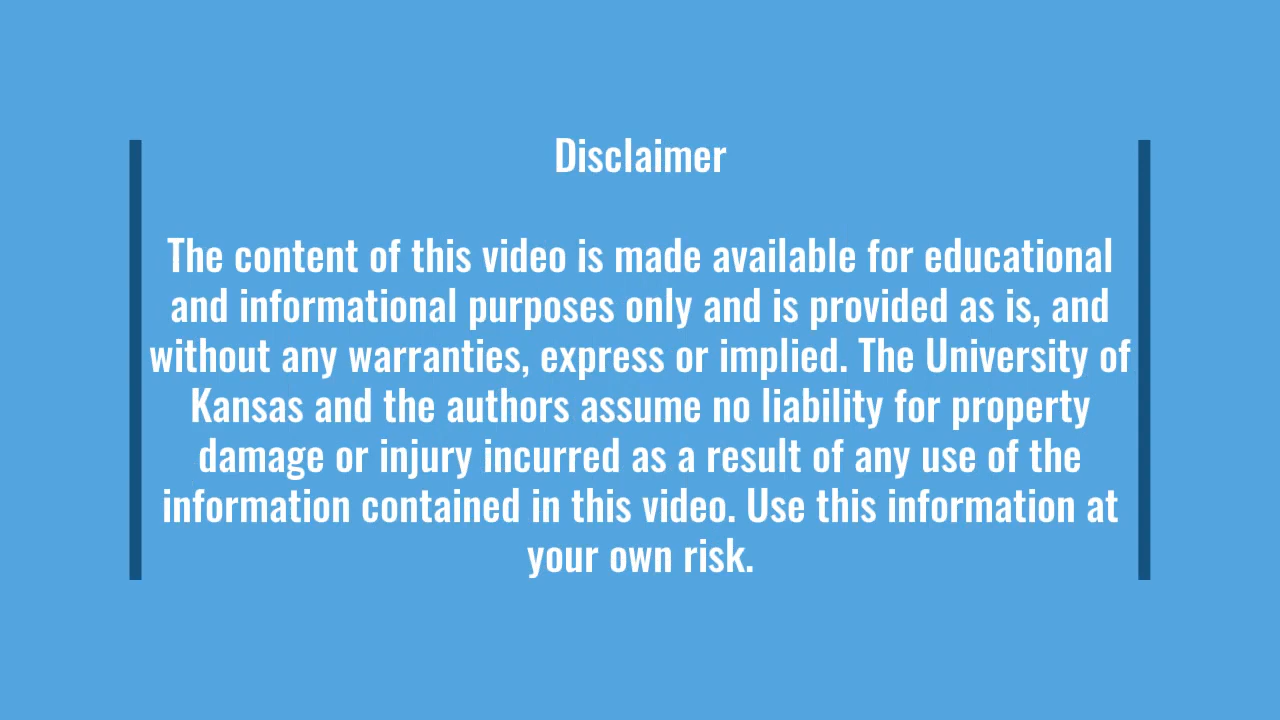 Disclaimer
The content of this video is made available for educational
and informational purposes only and is provided as is, and
without any warranties, express or implied. The University of
Kansas and the authors assume no liability for property
damage or injury incurred as a result of any use of the
information contained in this video. Use this information at
your own risk.